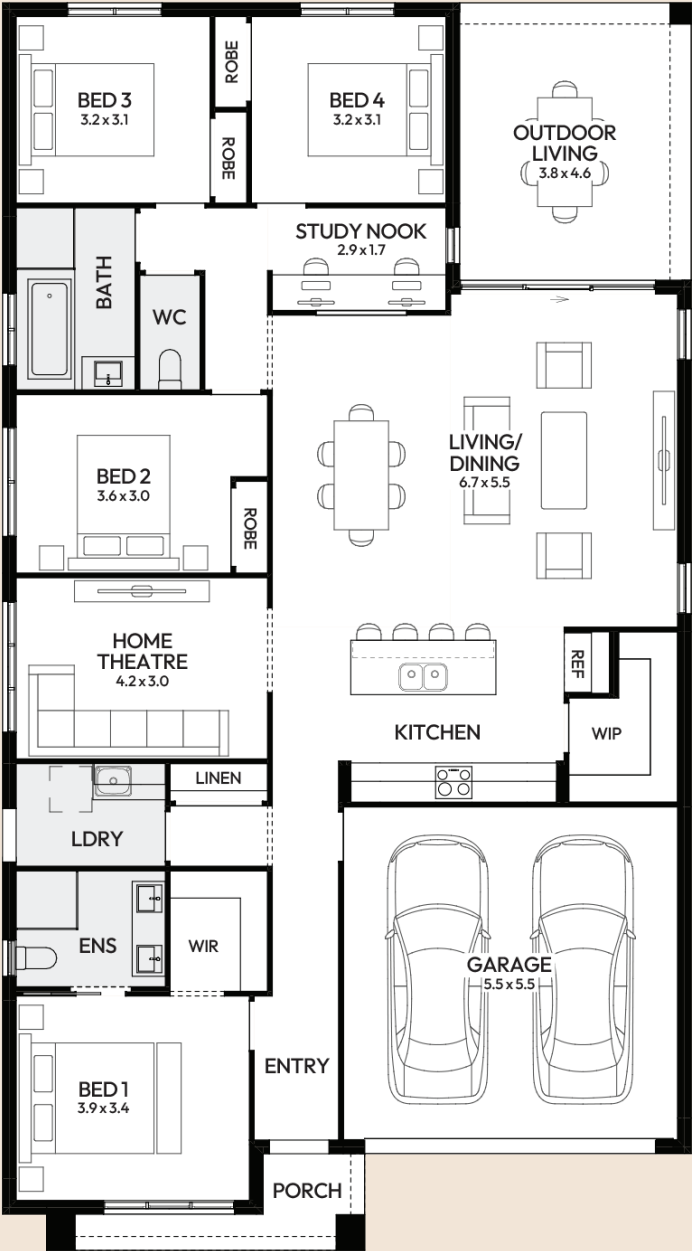 BED 3
3.2 x 3.1
ROBE
ROBE
BED 4
3.2 x 3.1
OUTDOOR
LIVING
3.8 x 4.6
STUDY NOOK
2.9 x 1.7
BATH
WC
BED 2
3.6 x 3.0
ROBE
LIVING/
DINING
6.7 x 5.5
HOME
THEATRE
4.2 x 3.0
REF
KITCHEN
WIP
LINEN
LDRY
ENS
WIR
GARAGE
5.5 x 5.5
ENTRY
BED 1
3.9 x 3.4
PORCH